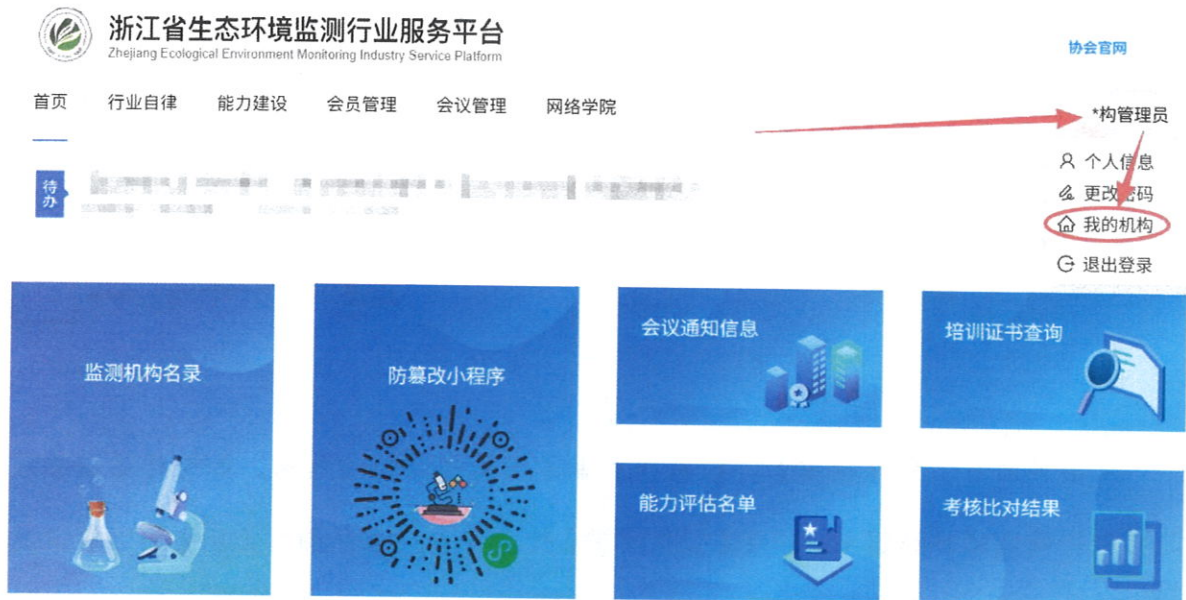 浙江省生态环境监测行业服务平台
Zhejiang Ecological Environment Monitoring Industry Service Platform
协会官网
首页 行业自律 能力建设 会员管理 会议管理 网络学院
*构管理员
待办
个人信息
更改密码
我的机构
退出登录
监测机构名录
防篡改小程序
会议通知信息
培训证书查询
能力评估名单
考核比对结果